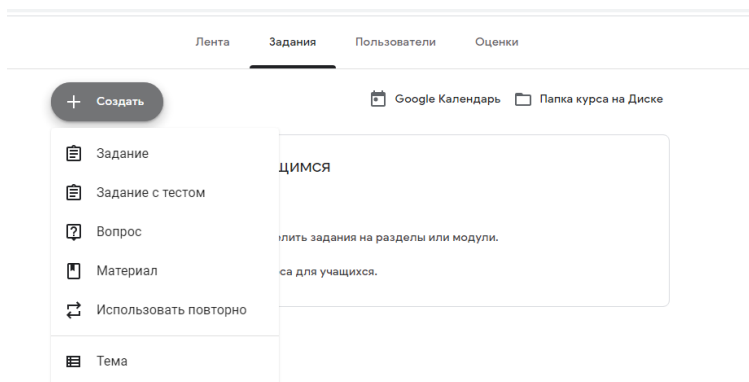 Лента Задания Пользователи Оценки
Создать Google Календарь Папка курса на Диске
Задание
щимся
Задание с тестом
Вопрос
елить задания на разделы или модули.
Материал
са для учащихся.
Использовать повторно
Тема